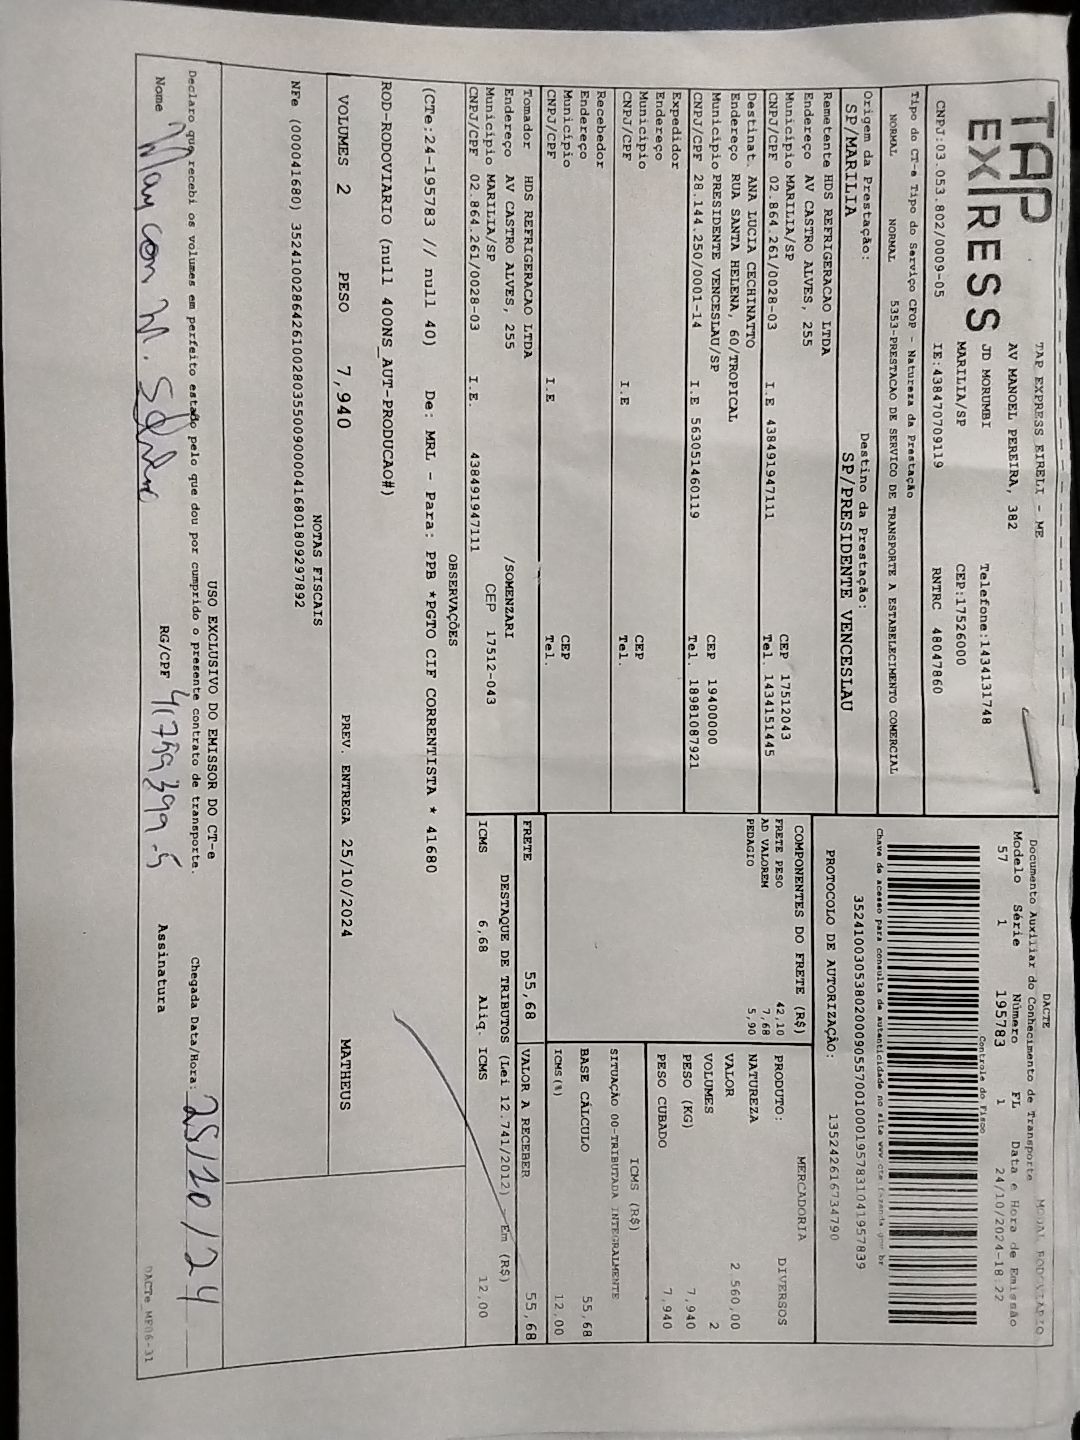 TAP
EXPRESS
TAP EXPRESS EIRELI - ME
AV MANOEL PEREIRA, 382
JD MORUMBI Telefone:1434131748
MARILIA/SP CEP:17526000
CNPJ:03.053.802/0009-05 IE:438470709119 RNTRC 48047860
Tipo do CT-e Tipo do Serviço CFOP - Natureza da Prestação
NORMAL NORMAL 5353-PRESTACAO DE SERVICO DE TRANSPORTE A ESTABELECIMENTO COMERCIAL
Origem da Prestação: Destino da Prestação:
SP/MARILIA SP/PRESIDENTE VENCESLAU
DACTE MODAL RODOVIARIO
Documento Auxiliar do Conhecimento de Transporte
Modelo Série Número FL Data e Hora de Emissão
57 1 195783 1 24/10/2024-18:22
Controle do Fisco
Chave de acesso para consulta de autenticidade no site www.cte.fazenda.gov.br
35241003053802000905570010001957831041957839
PROTOCOLO DE AUTORIZAÇÃO: 135242616734790
Remetente HDS REFRIGERACAO LTDA
Endereço AV CASTRO ALVES, 255
Município MARILIA/SP CEP 17512043
CNPJ/CPF 02.864.261/0028-03 I.E 438491947111 Tel. 1434151445
Destinat. ANA LUCIA CECHINATTO
Endereço RUA SANTA HELENA, 60/TROPICAL
Município PRESIDENTE VENCESLAU/SP CEP 19400000
CNPJ/CPF 28.144.250/0001-14 I.E 563051460119 Tel. 18981087921
Expedidor
Endereço
Município CEP
CNPJ/CPF I.E Tel.
Recebedor
Endereço
Município CEP
CNPJ/CPF I.E Tel.
Tomador HDS REFRIGERACAO LTDA
Endereço AV CASTRO ALVES, 255 /SOMENZARI
Município MARILIA/SP CEP 17512-043
CNPJ/CPF 02.864.261/0028-03 I.E. 438491947111
COMPONENTES DO FRETE (R$)
FRETE PESO 42,10
AD VALOREM 7,68
PEDAGIO 5,90
MERCADORIA
PRODUTO: DIVERSOS
NATUREZA
VALOR 2.560,00
VOLUMES 2
PESO (KG) 7,940
PESO CUBADO 7,940
ICMS (R$)
SITUAÇÃO 00-TRIBUTADA INTEGRALMENTE
BASE CÁLCULO 55,68
ICMS(%) 12,00
FRETE 55,68 VALOR A RECEBER 55,68
DESTAQUE DE TRIBUTOS (Lei 12.741/2012) - Em (R$)
ICMS 6,68 Aliq. ICMS 12,00
OBSERVAÇÕES
(CTe:24-195783 // null 40) De: MRL - Para: PPB *PGTO CIF CORRENTISTA * 41680
ROD-RODOVIARIO (null 400NS_AUT-PRODUCAO#)
VOLUMES 2 PESO 7,940 PREV. ENTREGA 25/10/2024 MATHEUS
NOTAS FISCAIS
NFe (000041680) 35241002864261002803550090000416801809297892
USO EXCLUSIVO DO EMISSOR DO CT-e
Declaro que recebi os volumes em perfeito estado pelo que dou por cumprido o presente contrato de transporte. Chegada Data/Hora: 25/10/24
Nome Maycon M. RG/CPF 41759399-5 Assinatura
DACTe_MF06-31